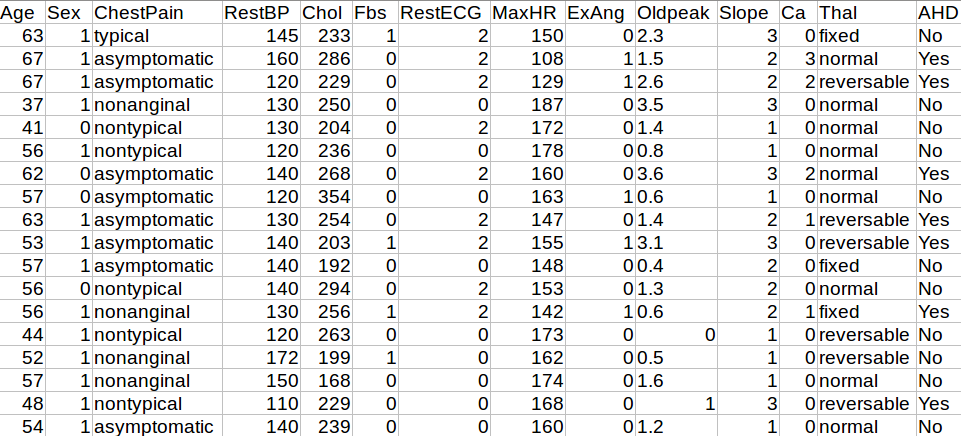 Age Sex ChestPain RestBP Chol Fbs RestECG MaxHR ExAng Oldpeak Slope Ca Thal AHD
63 1 typical 145 233 1 2 150 0 2.3 3 0 fixed No
67 1 asymptomatic 160 286 0 2 108 1 1.5 2 3 normal Yes
67 1 asymptomatic 120 229 0 2 129 1 2.6 2 2 reversable Yes
37 1 nonanginal 130 250 0 0 187 0 3.5 3 0 normal No
41 0 nontypical 130 204 0 2 172 0 1.4 1 0 normal No
56 1 nontypical 120 236 0 0 178 0 0.8 1 0 normal No
62 0 asymptomatic 140 268 0 2 160 0 3.6 3 2 normal Yes
57 0 asymptomatic 120 354 0 0 163 1 0.6 1 0 normal No
63 1 asymptomatic 130 254 0 2 147 0 1.4 2 1 reversable Yes
53 1 asymptomatic 140 203 1 2 155 1 3.1 3 0 reversable Yes
57 1 asymptomatic 140 192 0 0 148 0 0.4 2 0 fixed No
56 0 nontypical 140 294 0 2 153 0 1.3 2 0 normal No
56 1 nonanginal 130 256 1 2 142 1 0.6 2 1 fixed Yes
44 1 nontypical 120 263 0 0 173 0 0 1 0 reversable No
52 1 nonanginal 172 199 1 0 162 0 0.5 1 0 reversable No
57 1 nonanginal 150 168 0 0 174 0 1.6 1 0 normal No
48 1 nontypical 110 229 0 0 168 0 1 3 0 reversable Yes
54 1 asymptomatic 140 239 0 0 160 0 1.2 1 0 normal No